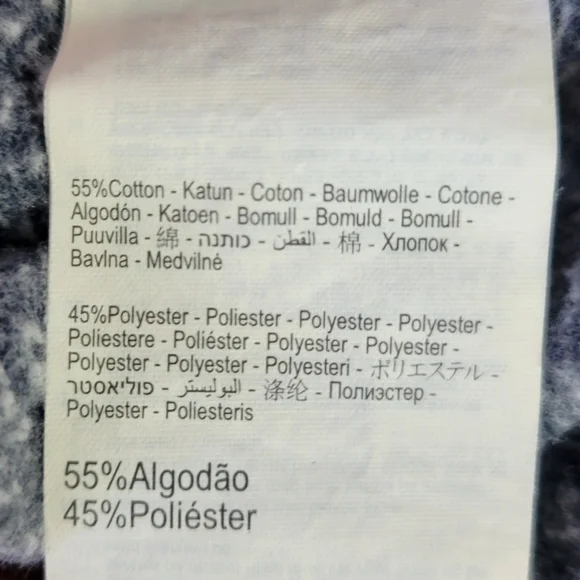 55%Cotton - Katun - Coton - Baumwolle - Cotone -
Algodón - Katoen - Bomull - Bomuld - Bomull -
Puuvilla - 綿 - כותנה - القطن - 棉 - Хлопок -
Bavlna - Medvilnė
45%Polyester - Poliester - Polyester - Polyester -
Poliestere - Poliéster - Polyester - Polyester -
Polyester - Polyester - Polyesteri - ポリエステル -
פוליאסטר - البوليستر - 涤纶 - Полиэстер -
Polyester - Poliesteris
55%Algodão
45%Poliéster